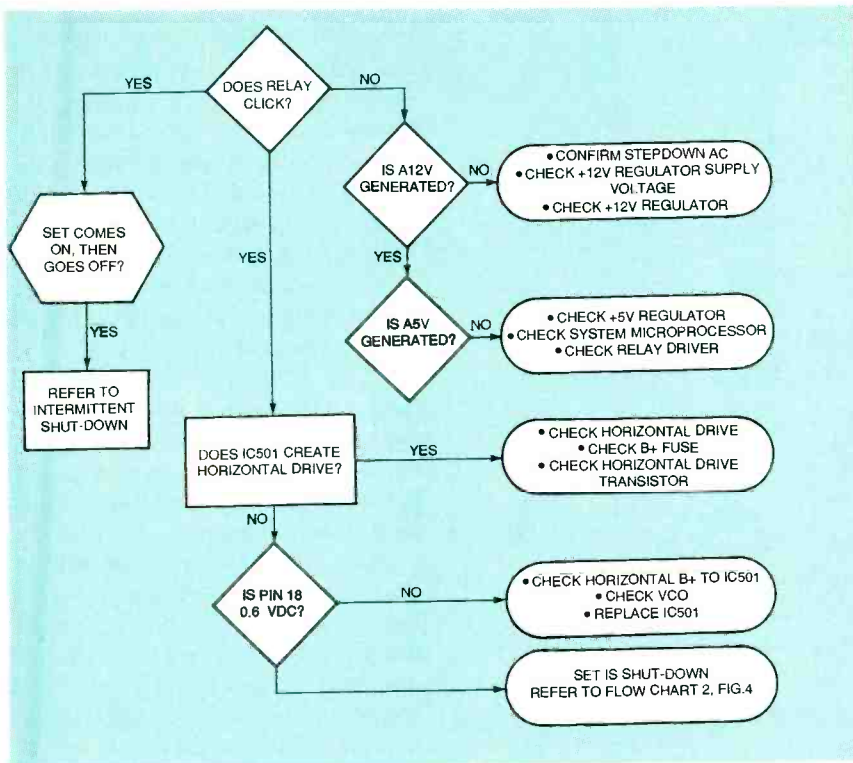 DOES RELAY
CLICK?
YES
NO
IS A12V
GENERATED?
NO
• CONFIRM STEPDOWN AC
• CHECK +12V REGULATOR SUPPLY
VOLTAGE
• CHECK +12V REGULATOR
SET COMES
ON, THEN
GOES OFF?
YES
YES
IS A5V
GENERATED?
NO
• CHECK +5V REGULATOR
• CHECK SYSTEM MICROPROCESSOR
• CHECK RELAY DRIVER
YES
REFER TO
INTERMITTENT
SHUT-DOWN
DOES IC501 CREATE
HORIZONTAL DRIVE?
YES
• CHECK HORIZONTAL DRIVE
• CHECK B+ FUSE
• CHECK HORIZONTAL DRIVE
TRANSISTOR
NO
IS PIN 18
0.6 VDC?
NO
• CHECK HORIZONTAL B+ TO IC501
• CHECK VCO
• REPLACE IC501
SET IS SHUT-DOWN
REFER TO FLOW CHART 2, FIG.4